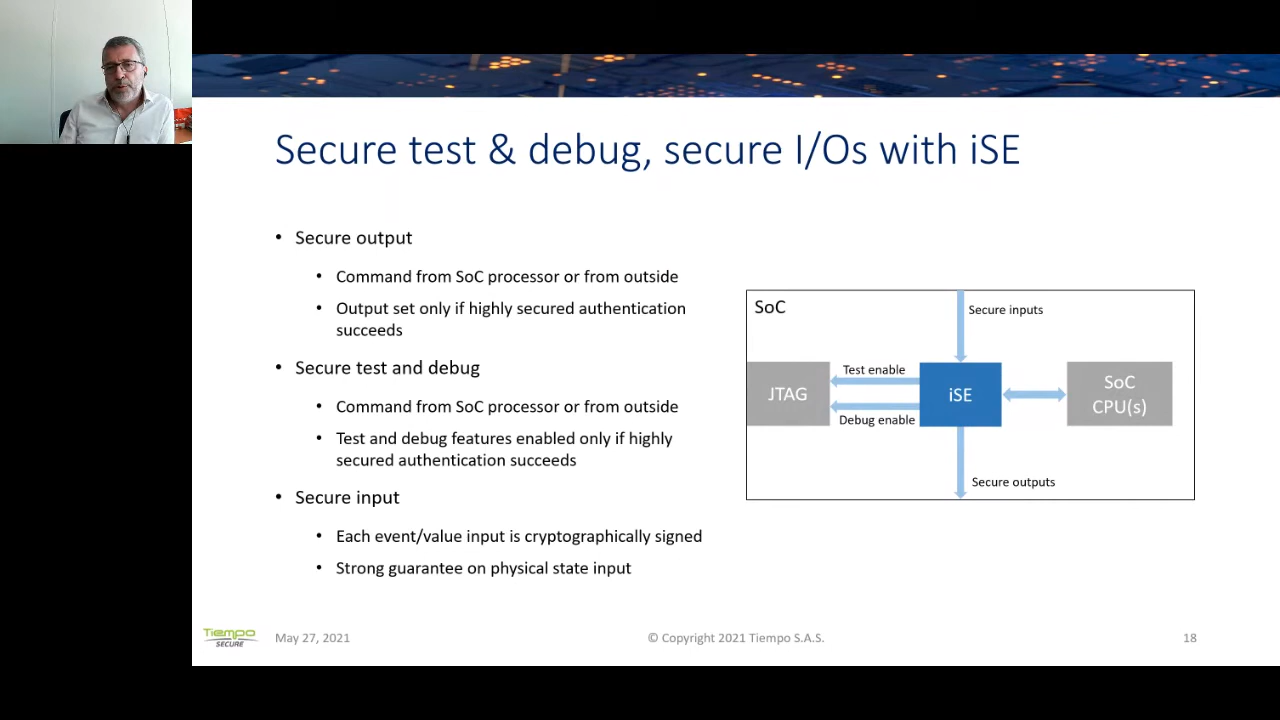 Secure test & debug, secure I/Os with iSE
• Secure output
• Command from SoC processor or from outside
• Output set only if highly secured authentication
succeeds
• Secure test and debug
• Command from SoC processor or from outside
• Test and debug features enabled only if highly
secured authentication succeeds
• Secure input
• Each event/value input is cryptographically signed
• Strong guarantee on physical state input
SoC
Secure inputs
JTAG
Test enable
Debug enable
iSE
SoC
CPU(s)
Secure outputs
Tiempo
SECURE
May 27, 2021
© Copyright 2021 Tiempo S.A.S.
18